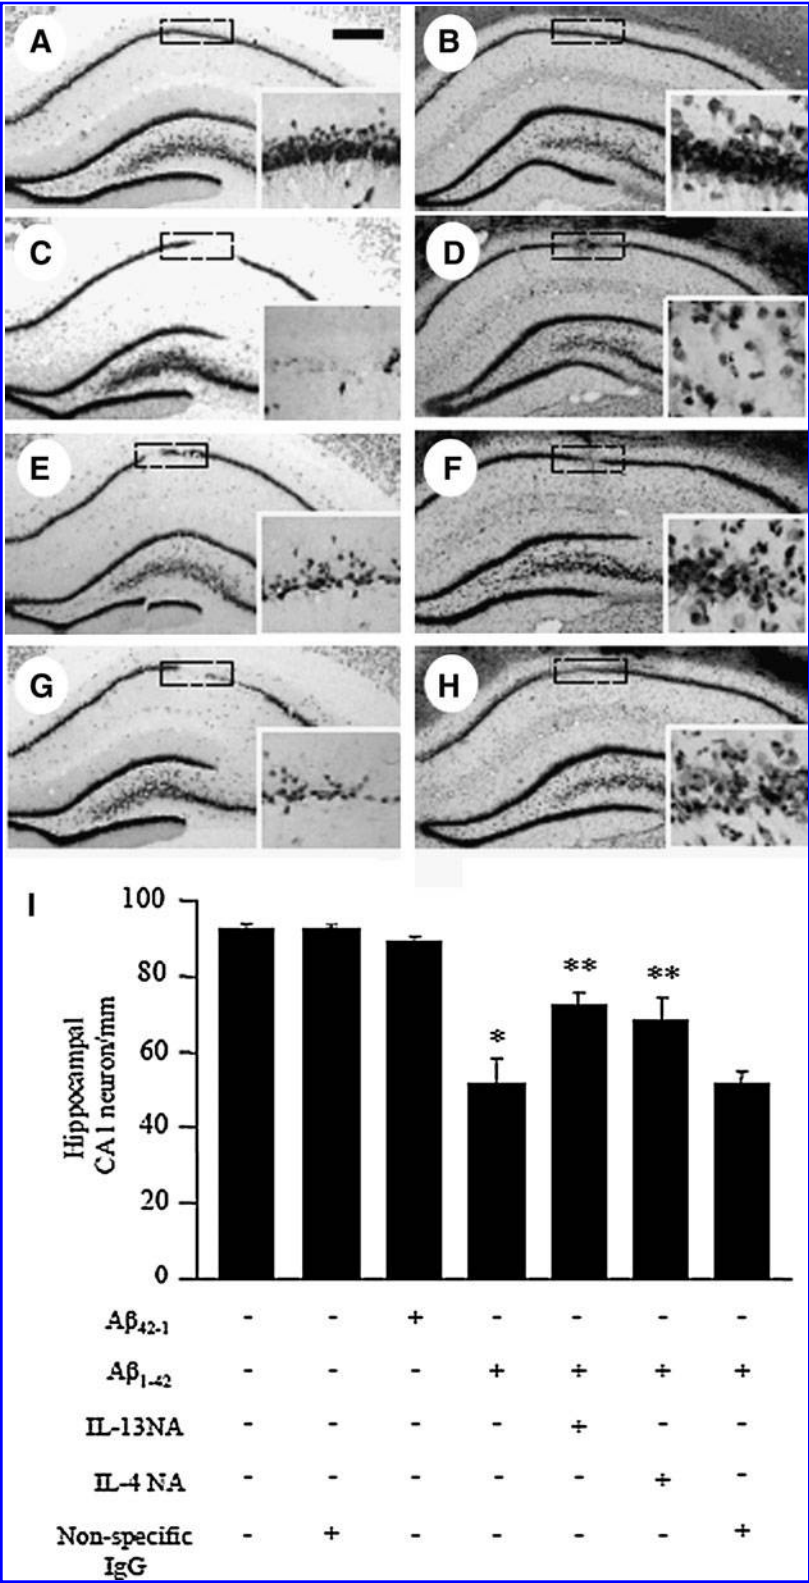 A
B
C
D
E
F
G
H
I
100
80
60
40
20
0
Hippocampal
CA1 neuron/mm
*
**
**
Aβ42-1 - - + - - - -
Aβ1-42 - - - + + + +
IL-13NA - - - - + - -
IL-4 NA - - - - - + -
Non-specific - + - - - - +
IgG